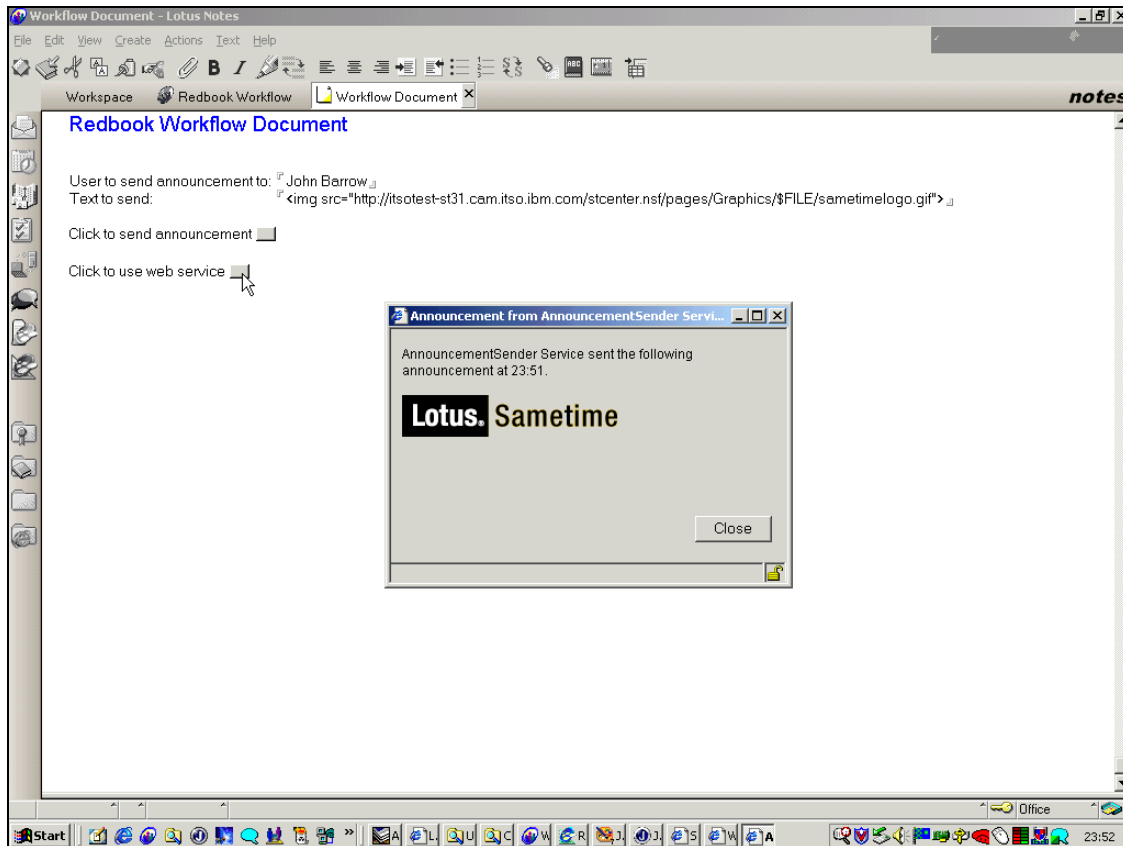 Workflow Document - Lotus Notes
File Edit View Create Actions Text Help
Workspace Redbook Workflow Workflow Document
notes
Redbook Workflow Document
User to send announcement to: John Barrow
Text to send: <img src="http://itsotest-st31.cam.itso.ibm.com/stcenter.nsf/pages/Graphics/$FILE/sametimelogo.gif">
Click to send announcement
Click to use web service
Announcement from AnnouncementSender Servi...
AnnouncementSender Service sent the following
announcement at 23:51.
Lotus. Sametime
Close
Office
Start A L. U C W R J. J. S W A 23:52